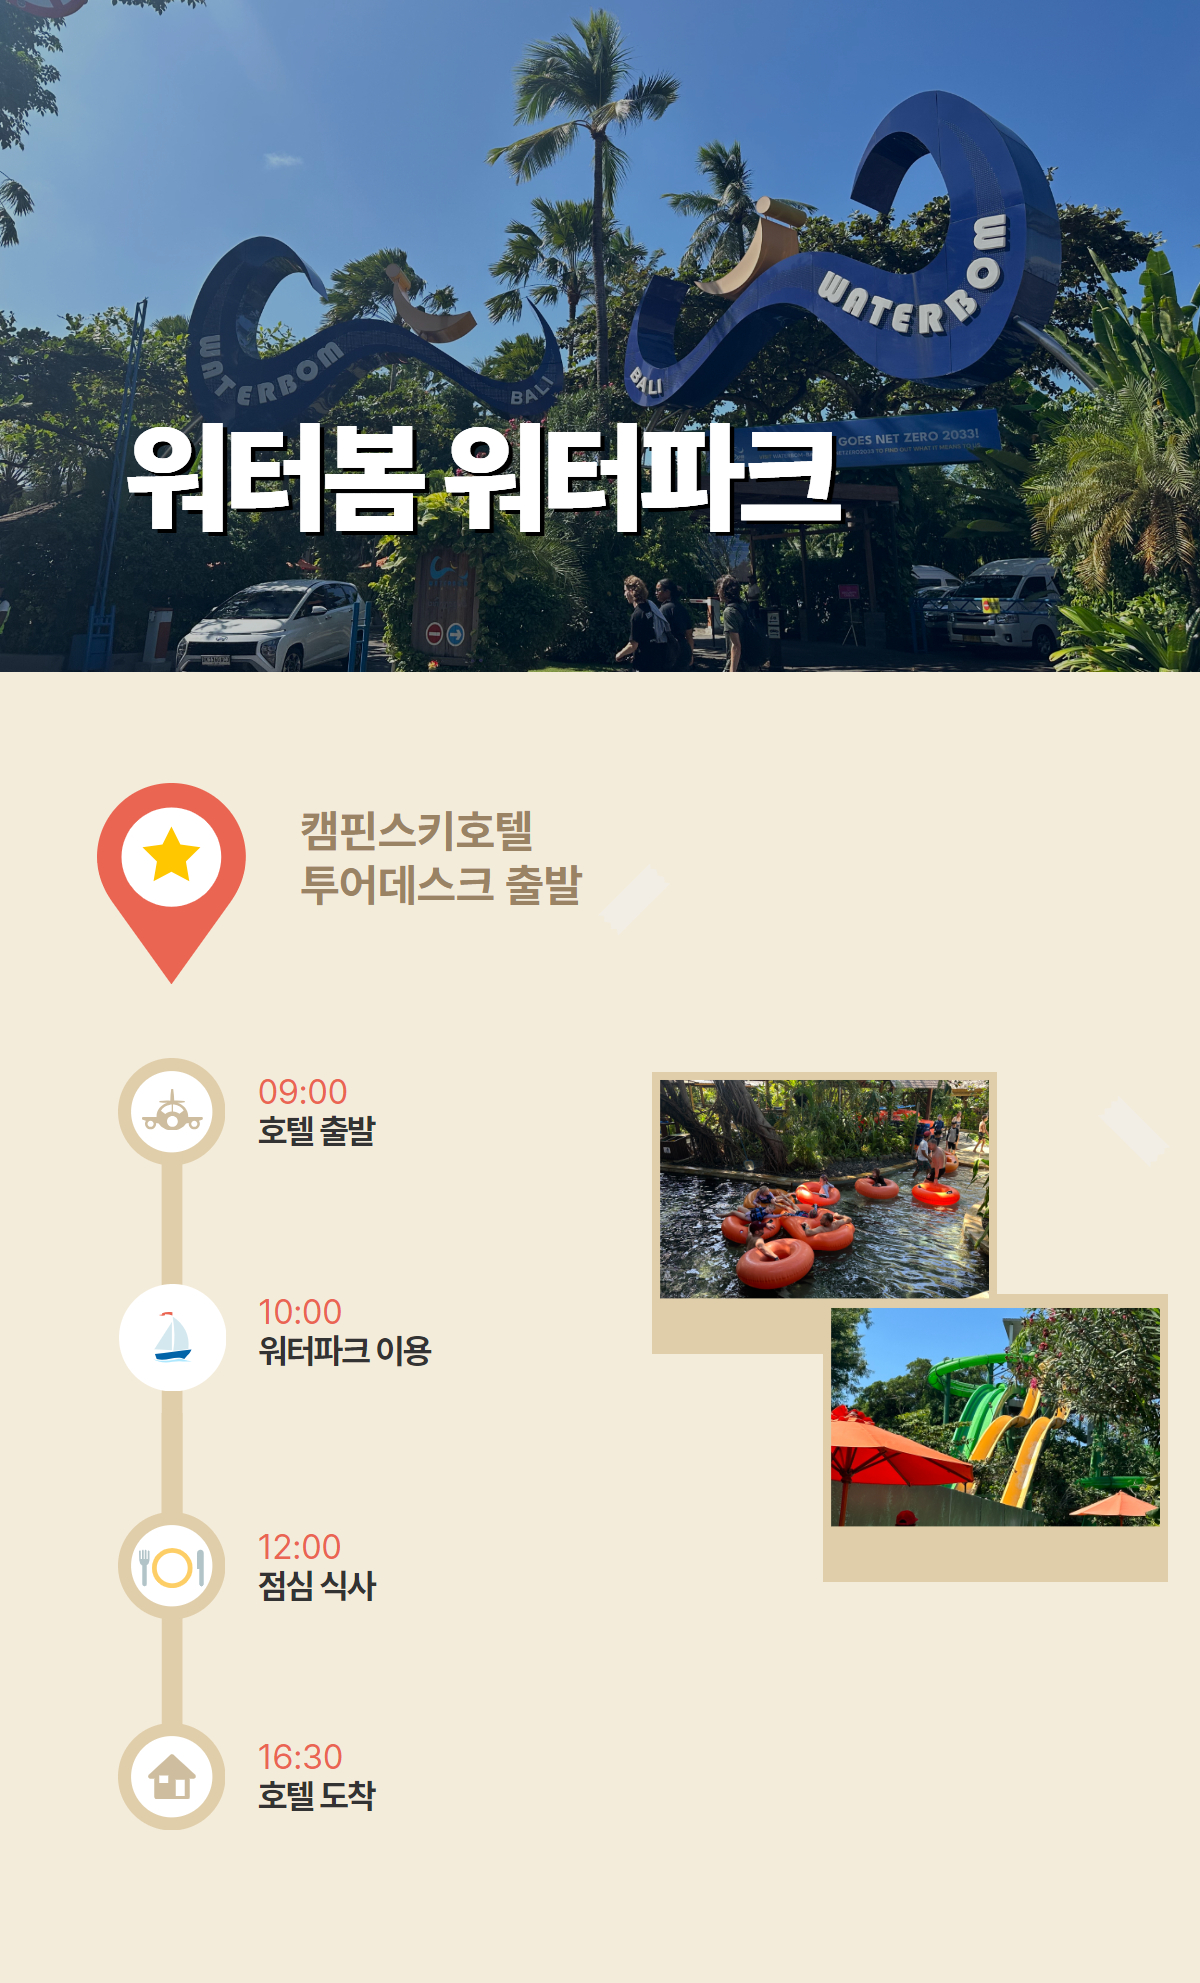 WATERBOM
BALI
BALI
WATERBOM
GOES NET ZERO 2033!
워터봄 워터파크
캠핀스키호텔
투어데스크 출발
09:00
호텔 출발
10:00
워터파크 이용
12:00
점심 식사
16:30
호텔 도착